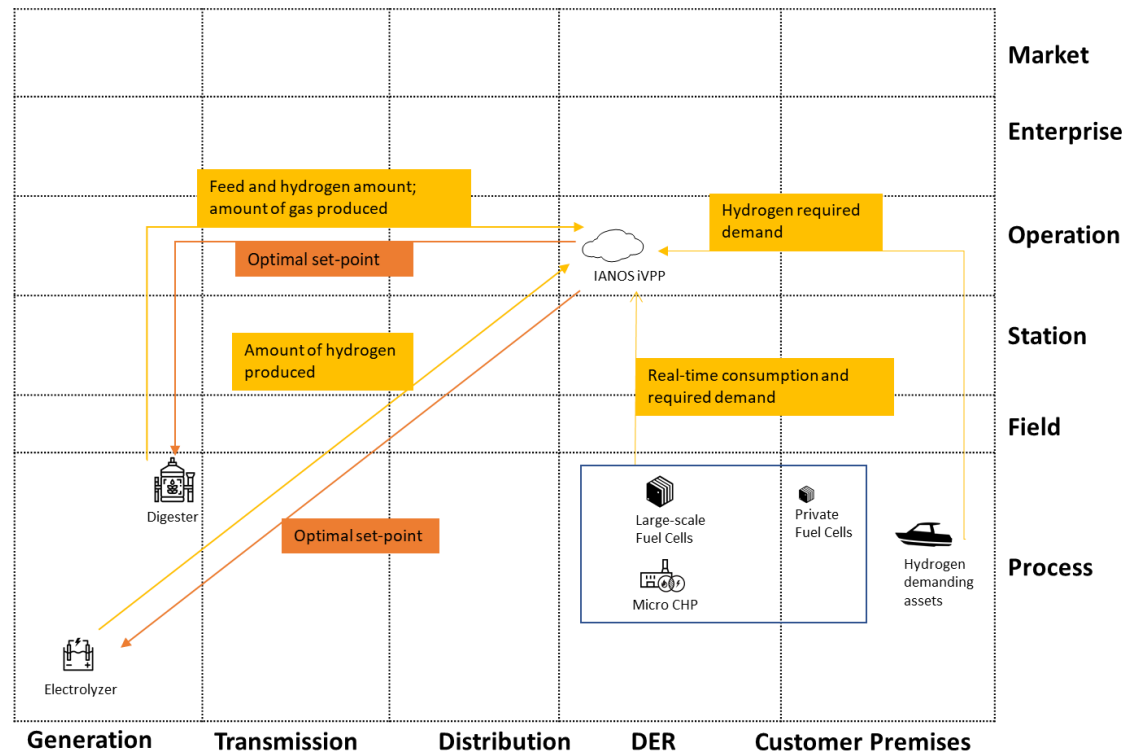 Market
Enterprise
Feed and hydrogen amount;
amount of gas produced
Hydrogen required
demand
Operation
Optimal set-point
IANOS iVPP
Station
Amount of hydrogen
produced
Real-time consumption and
required demand
Field
Digester
Large-scale
Fuel Cells
Private
Fuel Cells
Optimal set-point
Hydrogen
demanding
assets
Process
Micro CHP
Electrolyzer
Generation
Transmission
Distribution
DER
Customer Premises